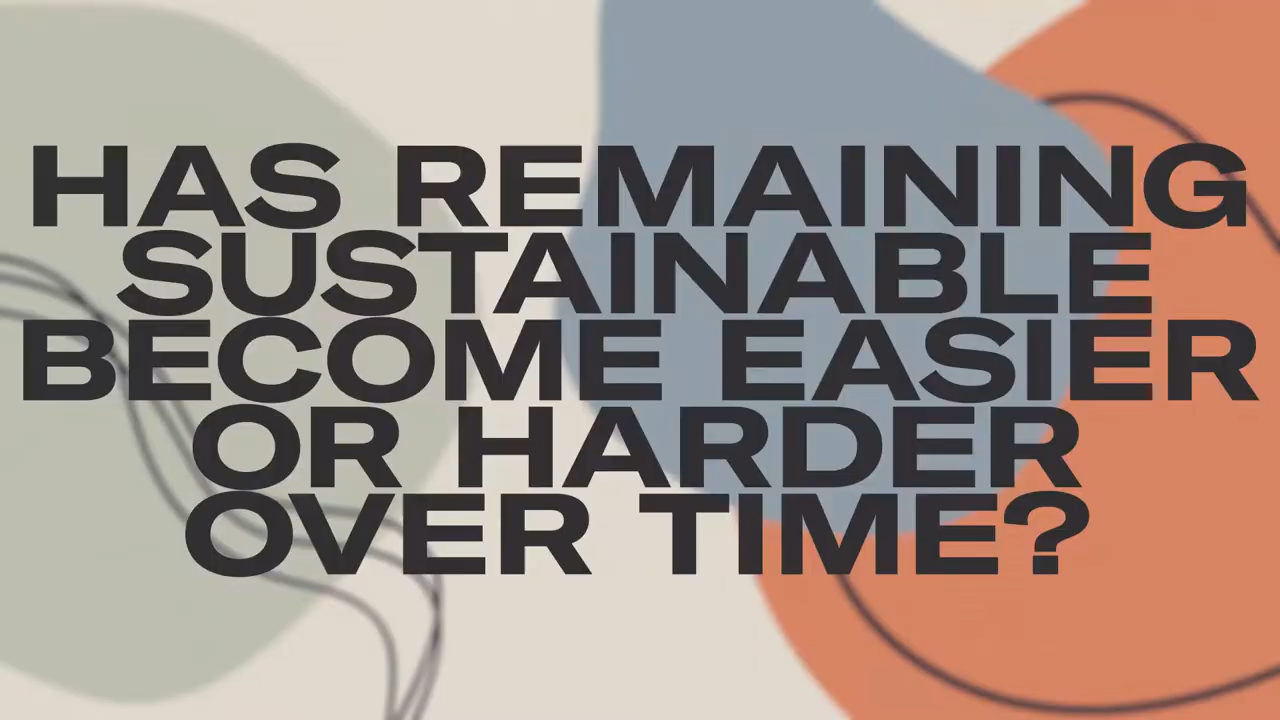 HAS REMAINING
SUSTAINABLE
BECOME EASIER
OR HARDER
OVER TIME?